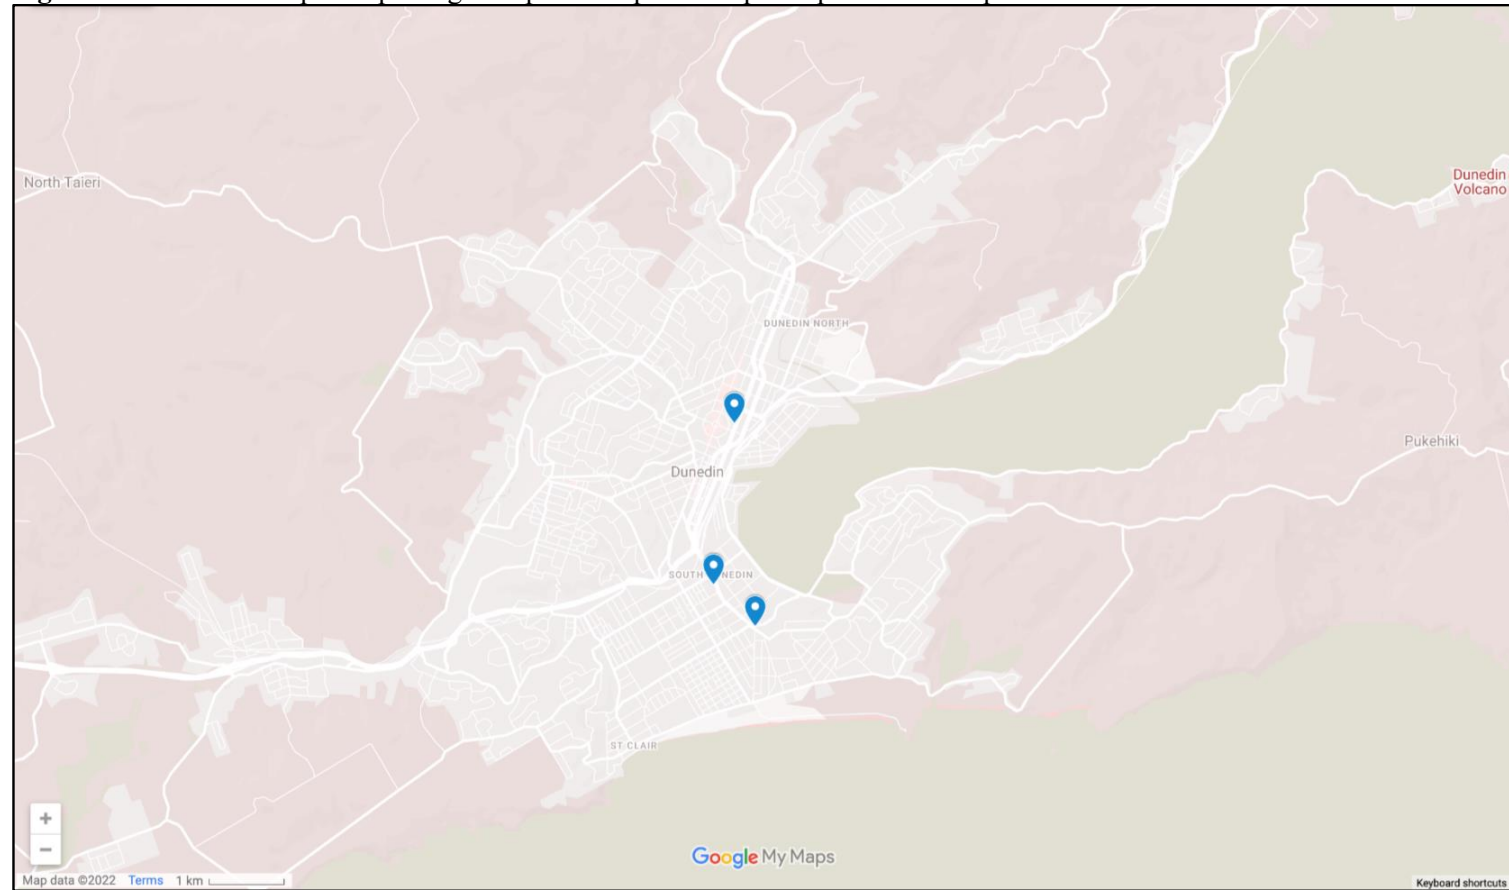 North Taieri
Dunedin
Volcano
DUNEDIN NORTH
Pukehiki
Dunedin
SOUTH NEDIN
ST CLAIR
+
−
Google My Maps
Map data ©2022 Terms 1 km
Keyboard shortcuts